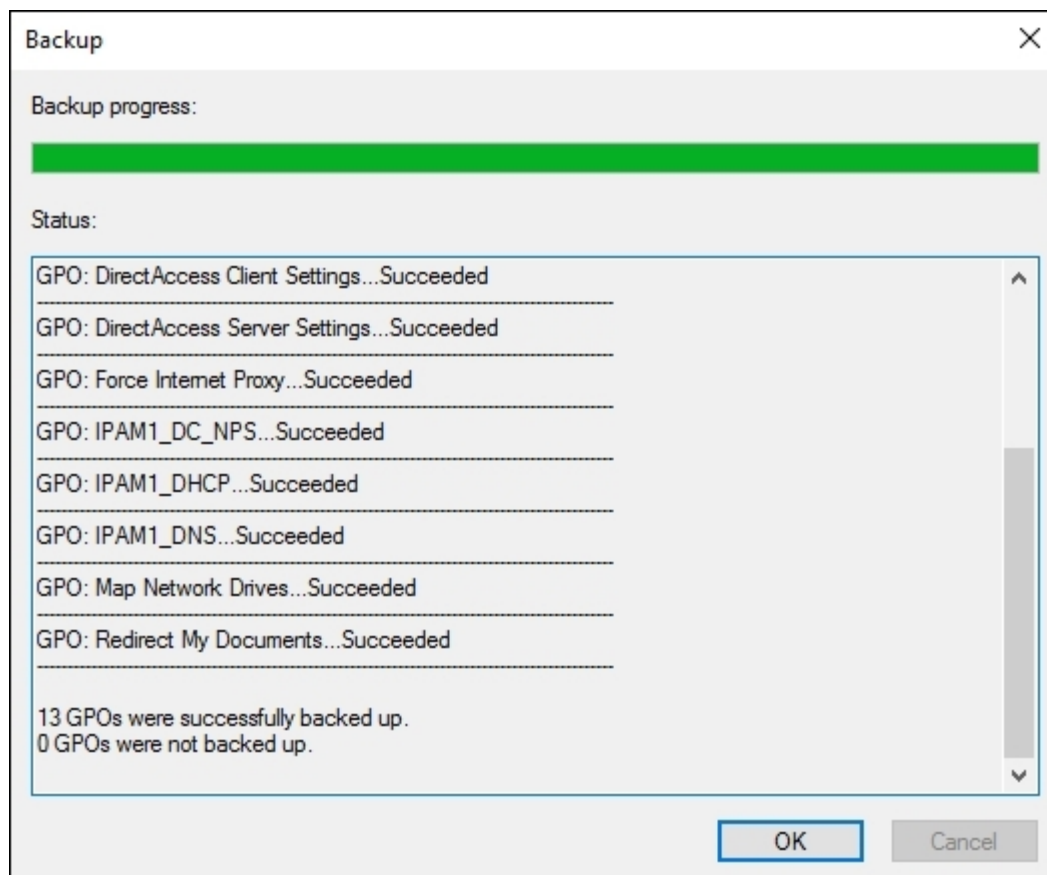 Backup
Backup progress:
Status:
GPO: DirectAccess Client Settings...Succeeded
GPO: DirectAccess Server Settings...Succeeded
GPO: Force Internet Proxy...Succeeded
GPO: IPAM1_DC_NPS...Succeeded
GPO: IPAM1_DHCP...Succeeded
GPO: IPAM1_DNS...Succeeded
GPO: Map Network Drives...Succeeded
GPO: Redirect My Documents...Succeeded
13 GPOs were successfully backed up.
0 GPOs were not backed up.
OK Cancel